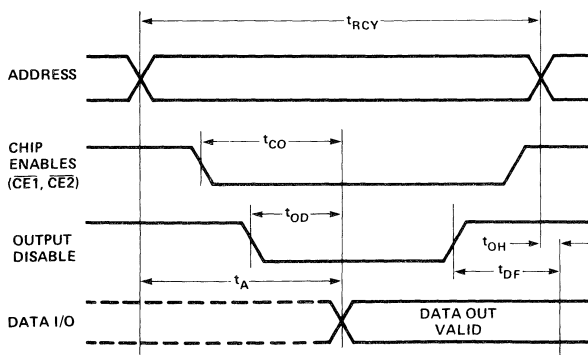 tRCY
ADDRESS
tCO
CHIP
ENABLES
(CE1, CE2)
tOD
OUTPUT
DISABLE
tOH
tDF
tA
DATA I/O
DATA OUT
VALID